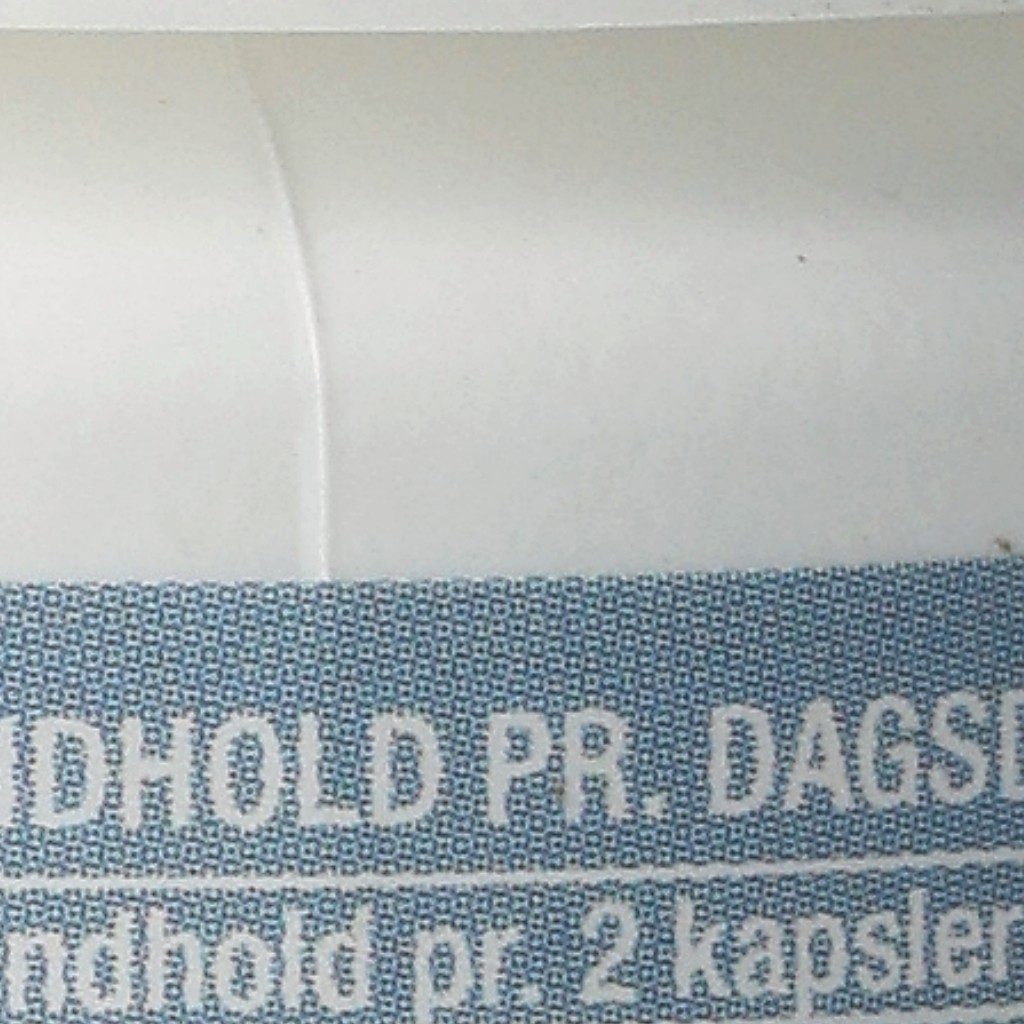 NDHOLD PR. DAGSD
ndhold pr. 2 kapsler